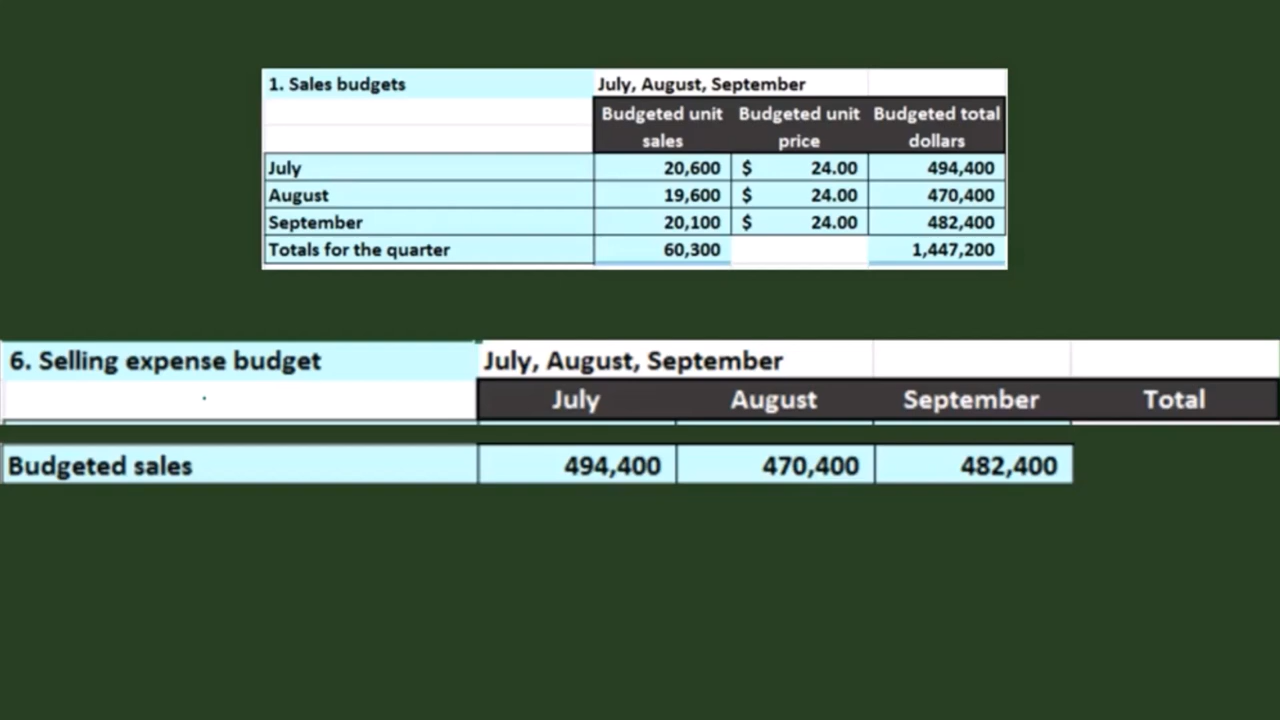 1. Sales budgets July, August, September
Budgeted unit sales Budgeted unit price Budgeted total dollars
July 20,600 $ 24.00 494,400
August 19,600 $ 24.00 470,400
September 20,100 $ 24.00 482,400
Totals for the quarter 60,300 1,447,200
6. Selling expense budget July, August, September
July August September Total
Budgeted sales 494,400 470,400 482,400